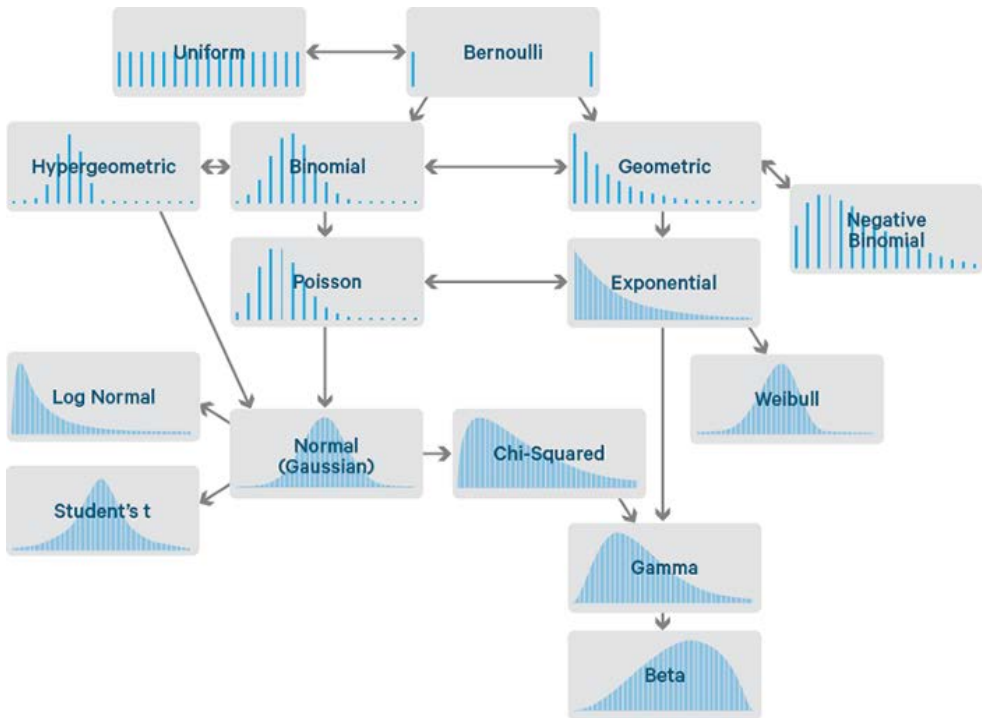 Uniform
Bernoulli
Hypergeometric
Binomial
Geometric
Negative
Binomial
Poisson
Exponential
Log Normal
Weibull
Normal
(Gaussian)
Chi-Squared
Student's t
Gamma
Beta